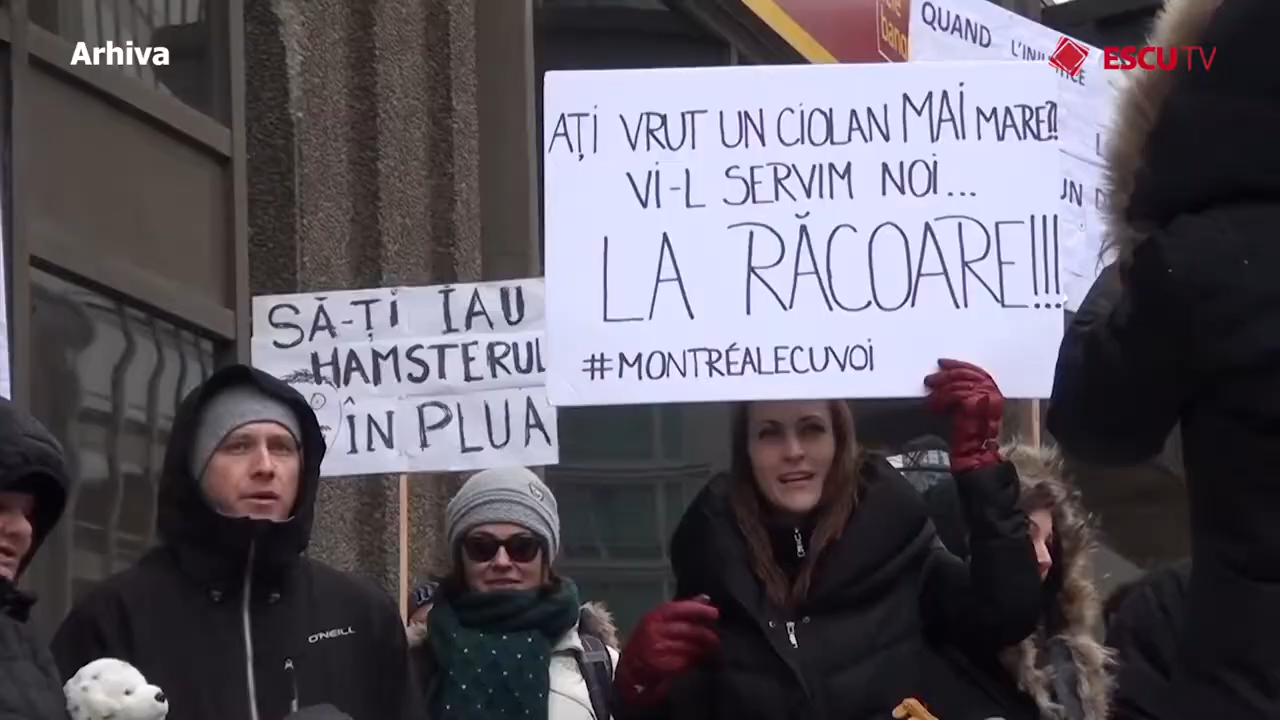 Arhiva
ESCU TV
QUAND L'INJUSTICE
AȚI VRUT UN CIOLAN MAI MARE?!
VI-L SERVIM NOI...
LA RĂCOARE!!!
#MONTRÉALECUVOI
SĂ-ȚI IAU
HAMSTERUL
ÎN PLUA
O'NEILL